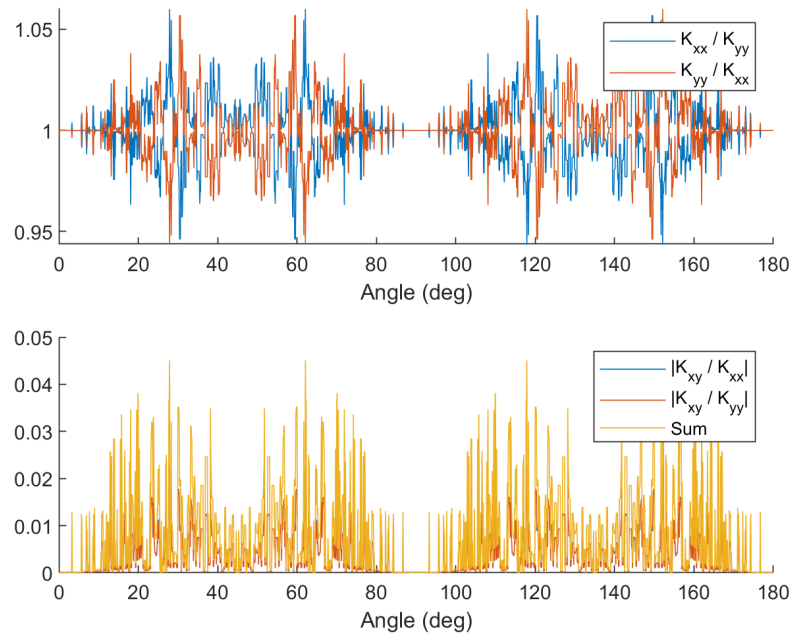 1.05
1
0.95
K_xx / K_yy
K_yy / K_xx
0 20 40 60 80 100 120 140 160 180
Angle (deg)
0.05
0.04
0.03
0.02
0.01
0
|K_xy / K_xx|
|K_xy / K_yy|
Sum
0 20 40 60 80 100 120 140 160 180
Angle (deg)